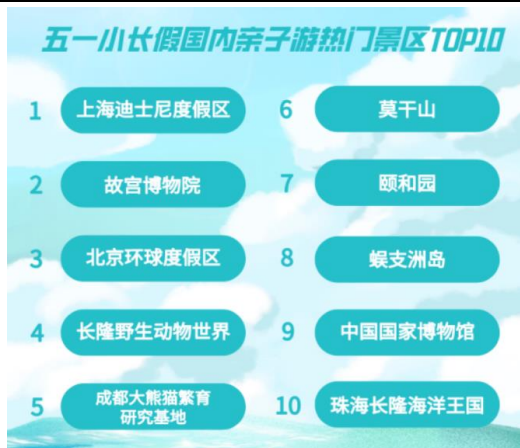 五一小长假国内亲子游热门景区TOP10
1 上海迪士尼度假区
2 故宫博物院
3 北京环球度假区
4 长隆野生动物世界
5 成都大熊猫繁育
研究基地
6 莫干山
7 颐和园
8 蜈支洲岛
9 中国国家博物馆
10 珠海长隆海洋王国